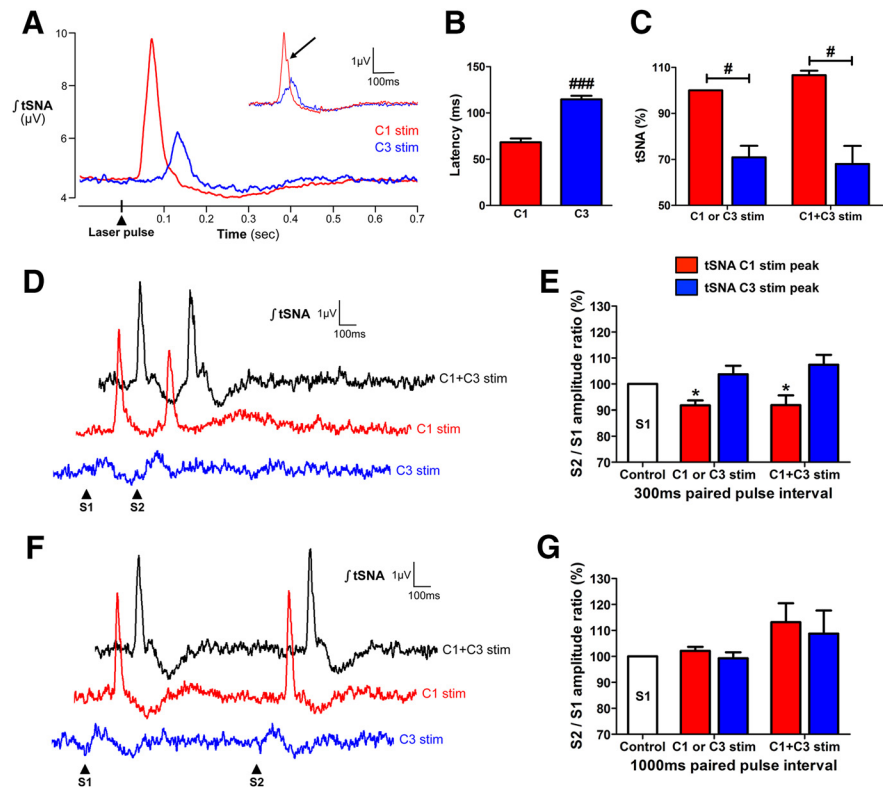 A
10
8
6
4
∫ tSNA
(µV)
1µV
100ms
C1 stim
C3 stim
0.1
0.2
0.3
0.4
0.5
0.6
0.7
Laser pulse
Time (sec)
B
Latency (ms)
150
100
50
0
###
C1
C3
C
tSNA (%)
110
90
70
50
#
#
C1 or C3 stim
C1+C3 stim
tSNA C1 stim peak
tSNA C3 stim peak
D
∫ tSNA
1µV
100ms
C1+C3 stim
C1 stim
C3 stim
S1
S2
E
S2 / S1 amplitude ratio (%)
130
120
110
100
90
80
70
S1
*
*
Control
C1 or C3 stim
C1+C3 stim
300ms paired pulse interval
F
∫ tSNA
1µV
100ms
C1+C3 stim
C1 stim
C3 stim
S1
S2
G
S2 / S1 amplitude ratio (%)
130
120
110
100
90
80
70
S1
Control
C1 or C3 stim
C1+C3 stim
1000ms paired pulse interval